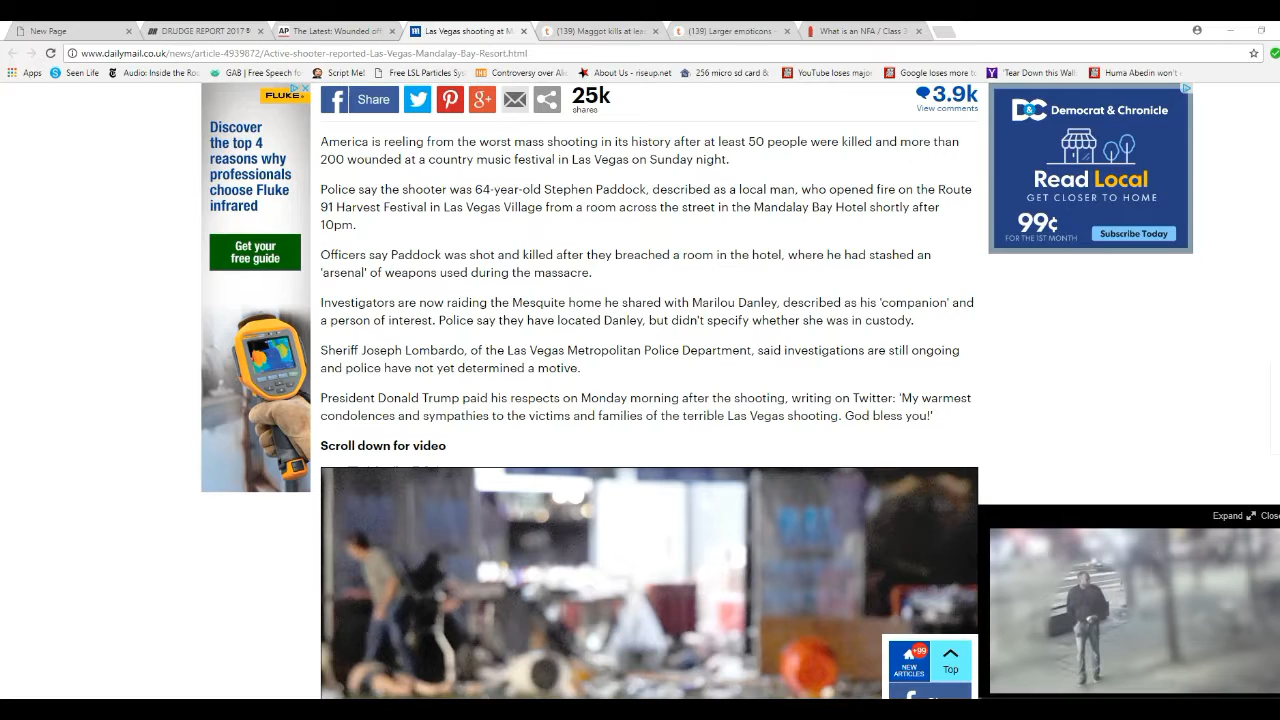 New Page
DRUDGE REPORT 2017®
AP The Latest: Wounded off
Las Vegas shooting at M
(139) Maggot kills at lea
(139) Larger emoticons -
What is an NFA / Class 3
www.dailymail.co.uk/news/article-4939872/Active-shooter-reported-Las-Vegas-Mandalay-Bay-Resort.html
Apps
Seen Life
Audio: Inside the Ro
GAB | Free Speech fo
Script Mel
Free LSL Particles Sys
Controversy over Ali
About Us - riseup.net
256 micro sd card &
YouTube loses major
Google loses more to
'Tear Down this Wall
Huma Abedin won't
FLUKE
Discover
the top 4
reasons why
professionals
choose Fluke
infrared
Get your
free guide
Share
25k
shares
3.9k
View comments
America is reeling from the worst mass shooting in its history after at least 50 people were killed and more than
200 wounded at a country music festival in Las Vegas on Sunday night.
Police say the shooter was 64-year-old Stephen Paddock, described as a local man, who opened fire on the Route
91 Harvest Festival in Las Vegas Village from a room across the street in the Mandalay Bay Hotel shortly after
10pm.
Officers say Paddock was shot and killed after they breached a room in the hotel, where he had stashed an
'arsenal' of weapons used during the massacre.
Investigators are now raiding the Mesquite home he shared with Marilou Danley, described as his 'companion' and
a person of interest. Police say they have located Danley, but didn't specify whether she was in custody.
Sheriff Joseph Lombardo, of the Las Vegas Metropolitan Police Department, said investigations are still ongoing
and police have not yet determined a motive.
President Donald Trump paid his respects on Monday morning after the shooting, writing on Twitter: 'My warmest
condolences and sympathies to the victims and families of the terrible Las Vegas shooting. God bless you!'
Scroll down for video
D&C Democrat & Chronicle
Read Local
GET CLOSER TO HOME
99¢
FOR THE 1ST MONTH
Subscribe Today
Expand
Close
+99
NEW
ARTICLES
Top